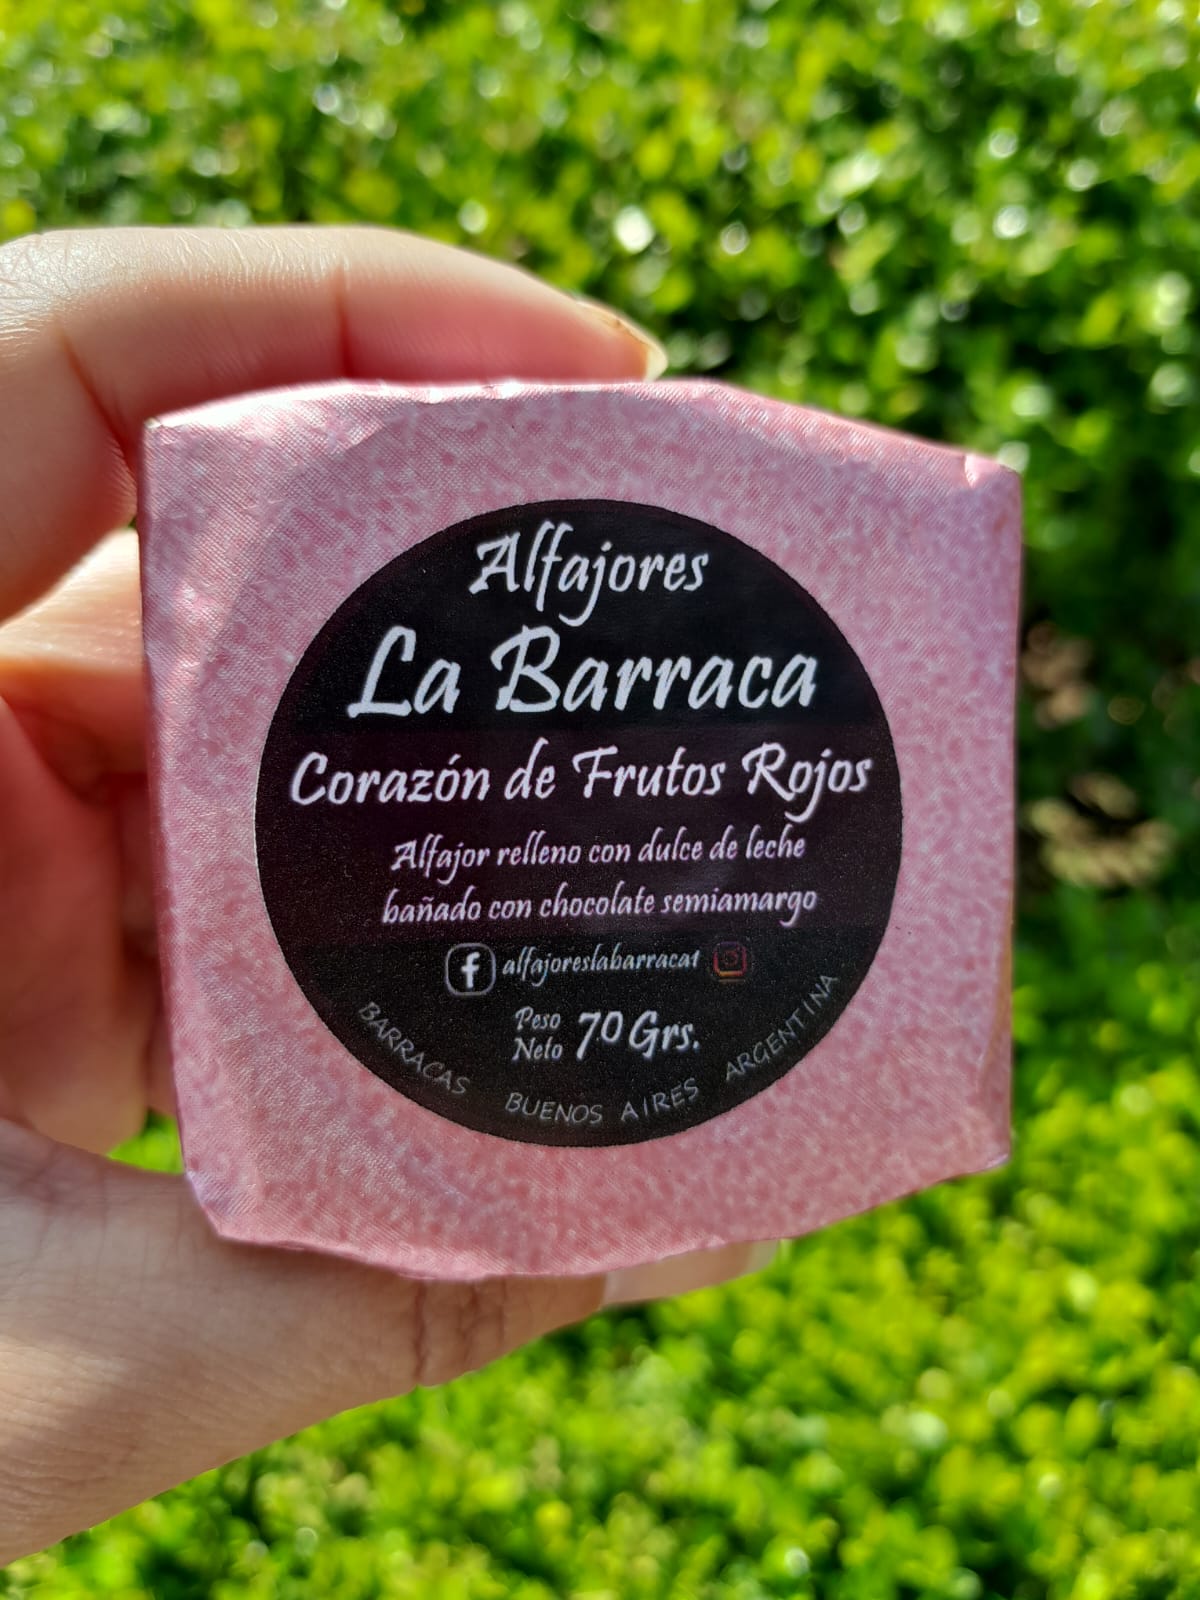 Alfajores
La Barraca
Corazón de Frutos Rojos
Alfajor relleno con dulce de leche
bañado con chocolate semiamargo
alfajoreslabarraca1
Peso
Neto 70 Grs.
BARRACAS BUENOS AIRES ARGENTINA